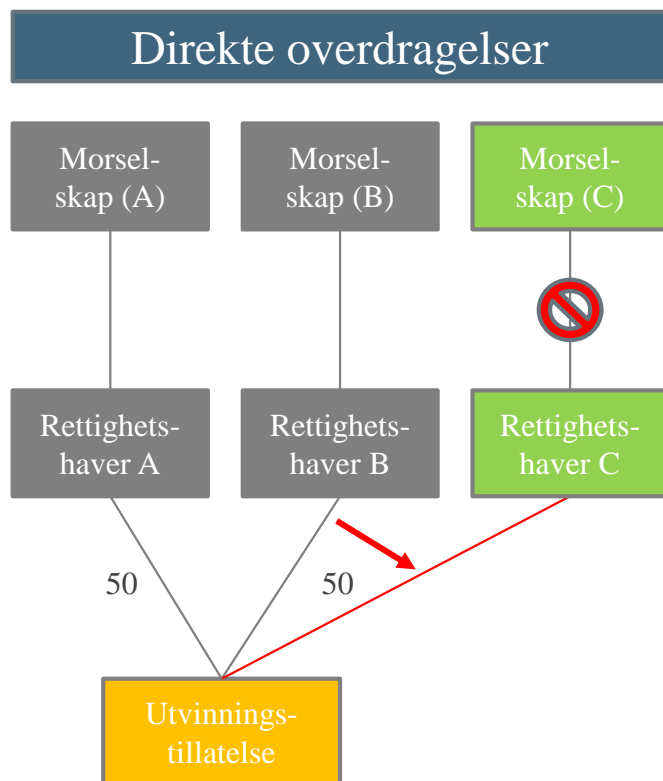 Direkte overdragelser
Morsel-
skap (A)
Morsel-
skap (B)
Morsel-
skap (C)
Rettighets-
haver A
Rettighets-
haver B
Rettighets-
haver C
50
50
Utvinnings-
tillatelse